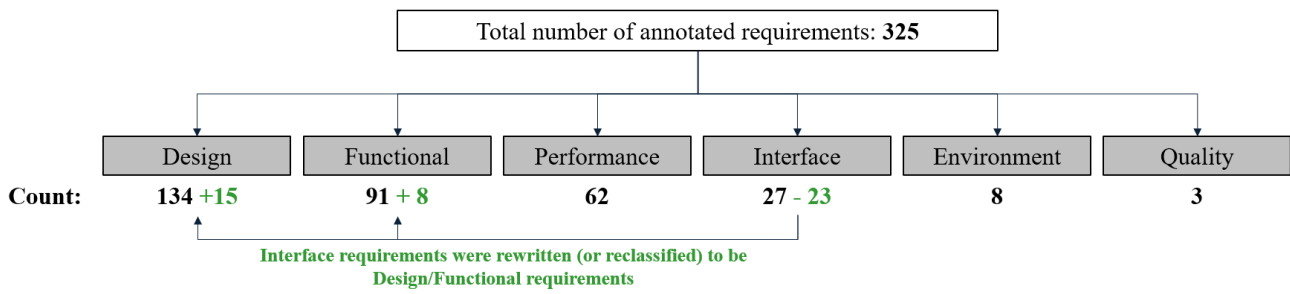 Total number of annotated requirements: 325
Design Functional Performance Interface Environment Quality
Count: 134 +15 91 + 8 62 27 - 23 8 3
Interface requirements were rewritten (or reclassified) to be
Design/Functional requirements